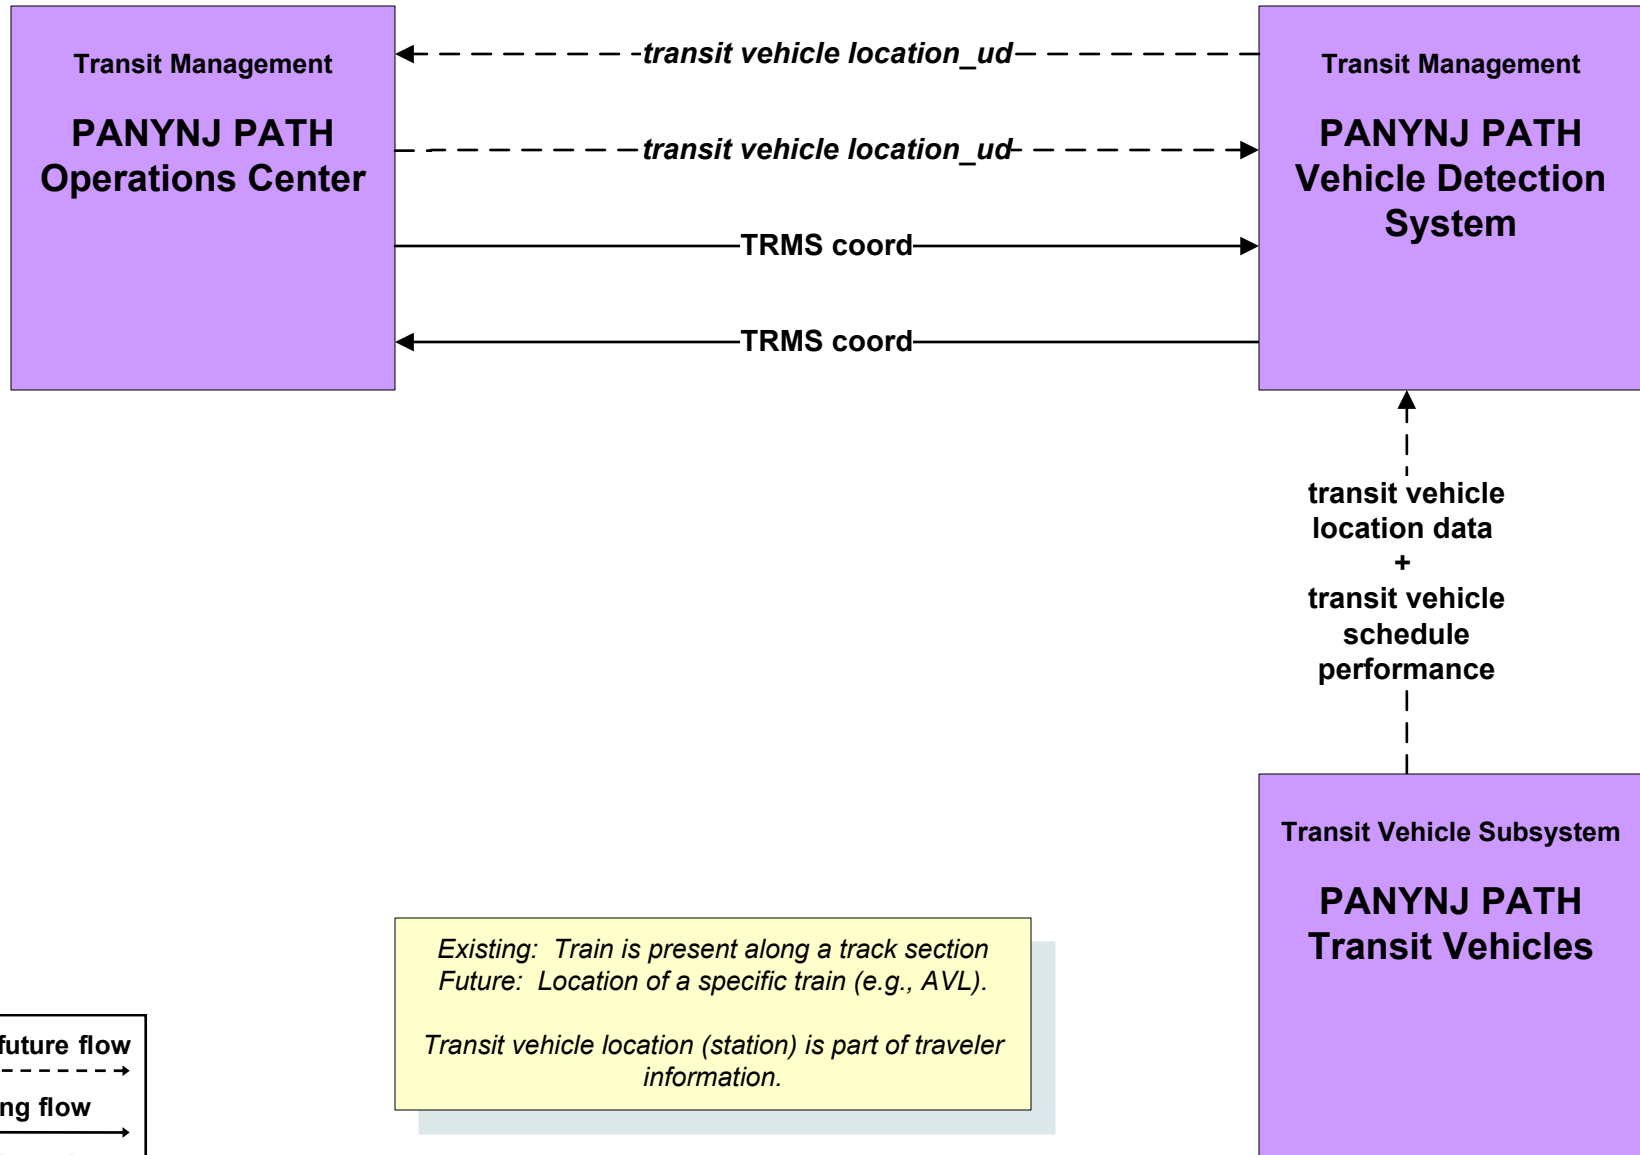 Transit Management
PANYNJ PATH
Operations Center
transit vehicle location_ud
transit vehicle location_ud
TRMS coord
TRMS coord
Transit Management
PANYNJ PATH
Vehicle Detection
System
transit vehicle
location data
+
transit vehicle
schedule
performance
Transit Vehicle Subsystem
PANYNJ PATH
Transit Vehicles
Existing: Train is present along a track section
Future: Location of a specific train (e.g., AVL).
Transit vehicle location (station) is part of traveler
information.
future flow
ng flow